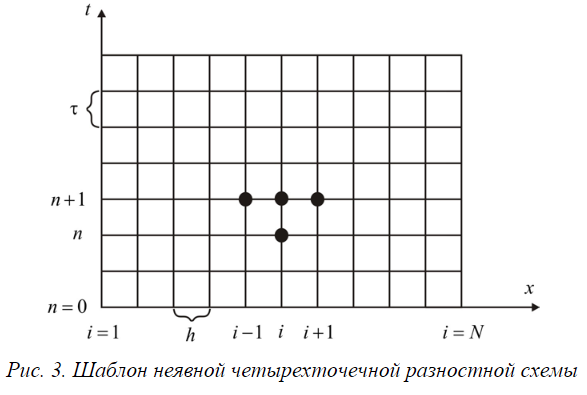 t
τ
n+1
n
n=0
x
i=1
h
i−1
i
i+1
i=N
Рис. 3. Шаблон неявной четырехточечной разностной схемы